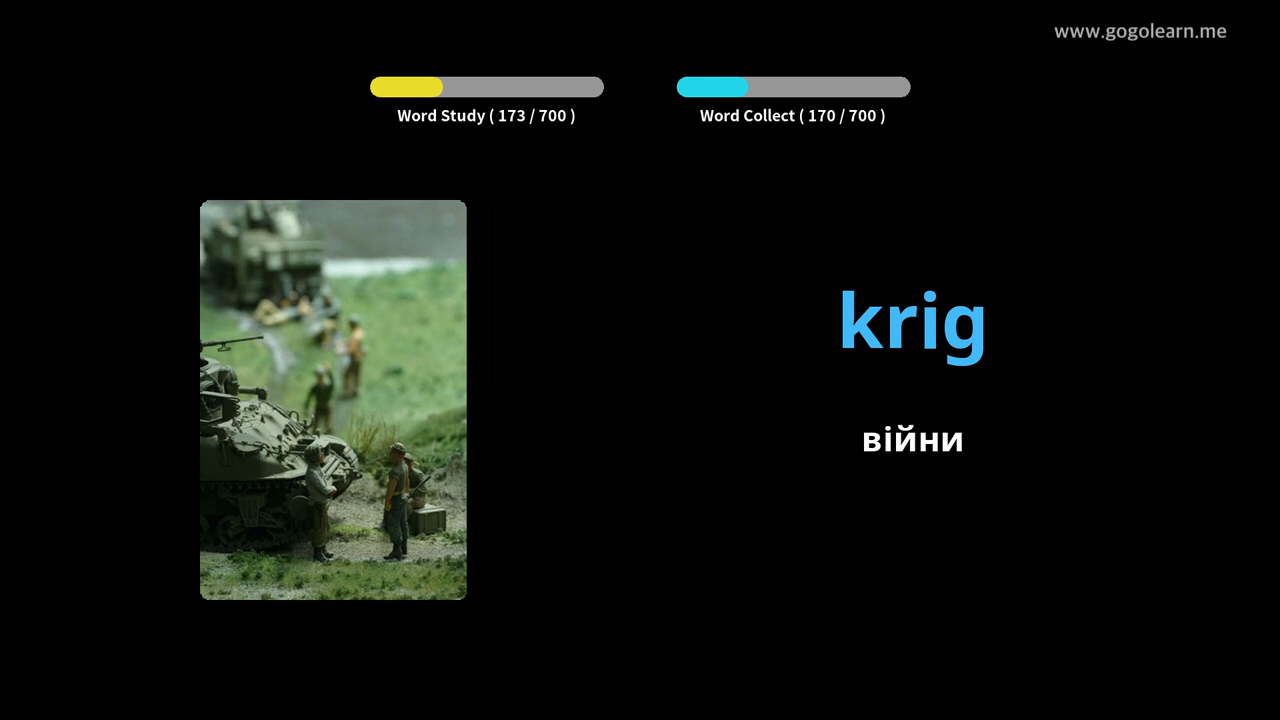 www.gogolearn.me
Word Study ( 173 / 700 )
Word Collect ( 170 / 700 )
krig
війни